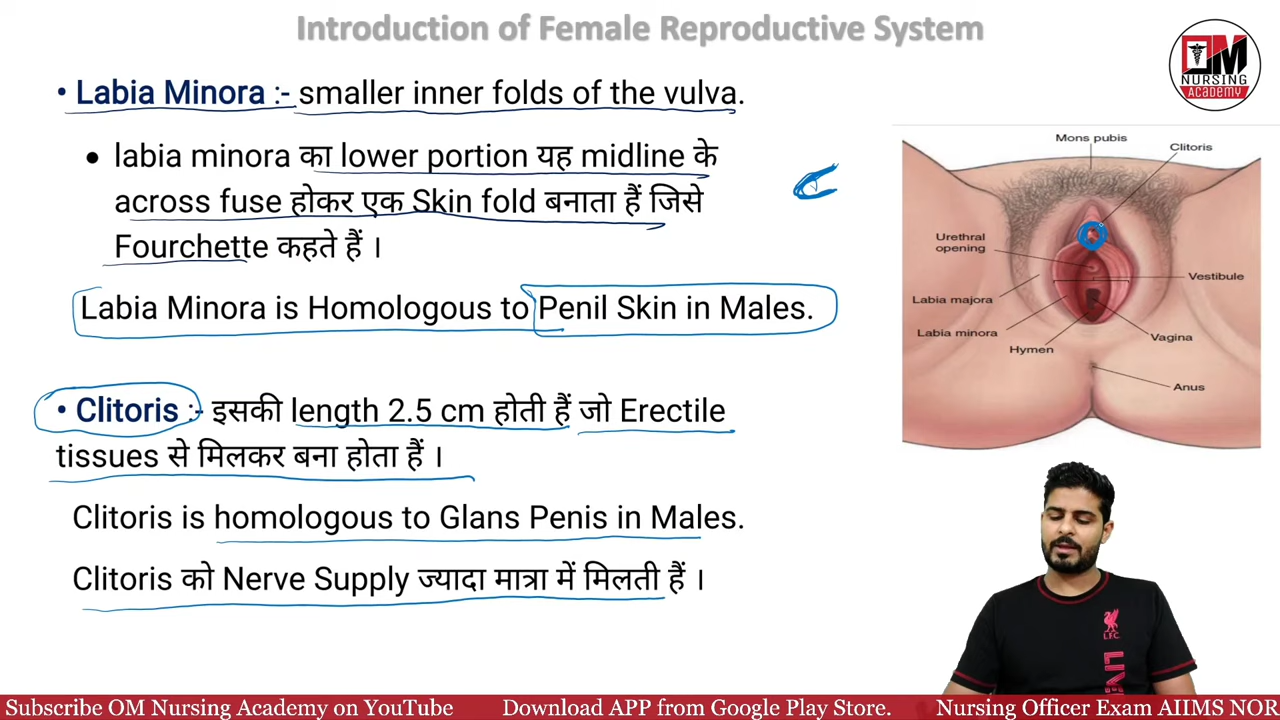 Introduction of Female Reproductive System
OM
NURSING
ACADEMY
• Labia Minora :- smaller inner folds of the vulva.
• labia minora का lower portion यह midline के
across fuse होकर एक Skin fold बनाता हैं जिसे
Fourchette कहते हैं ।
Labia Minora is Homologous to Penil Skin in Males.
• Clitoris :- इसकी length 2.5 cm होती हैं जो Erectile
tissues से मिलकर बना होता हैं ।
Clitoris is homologous to Glans Penis in Males.
Clitoris को Nerve Supply ज्यादा मात्रा में मिलती हैं ।
Mons pubis
Clitoris
Urethral
opening
Vestibule
Labia majora
Labia minora
Vagina
Hymen
Anus
L.F.C.
LIV
Subscribe OM Nursing Academy on YouTube Download APP from Google Play Store. Nursing Officer Exam AIIMS NOR